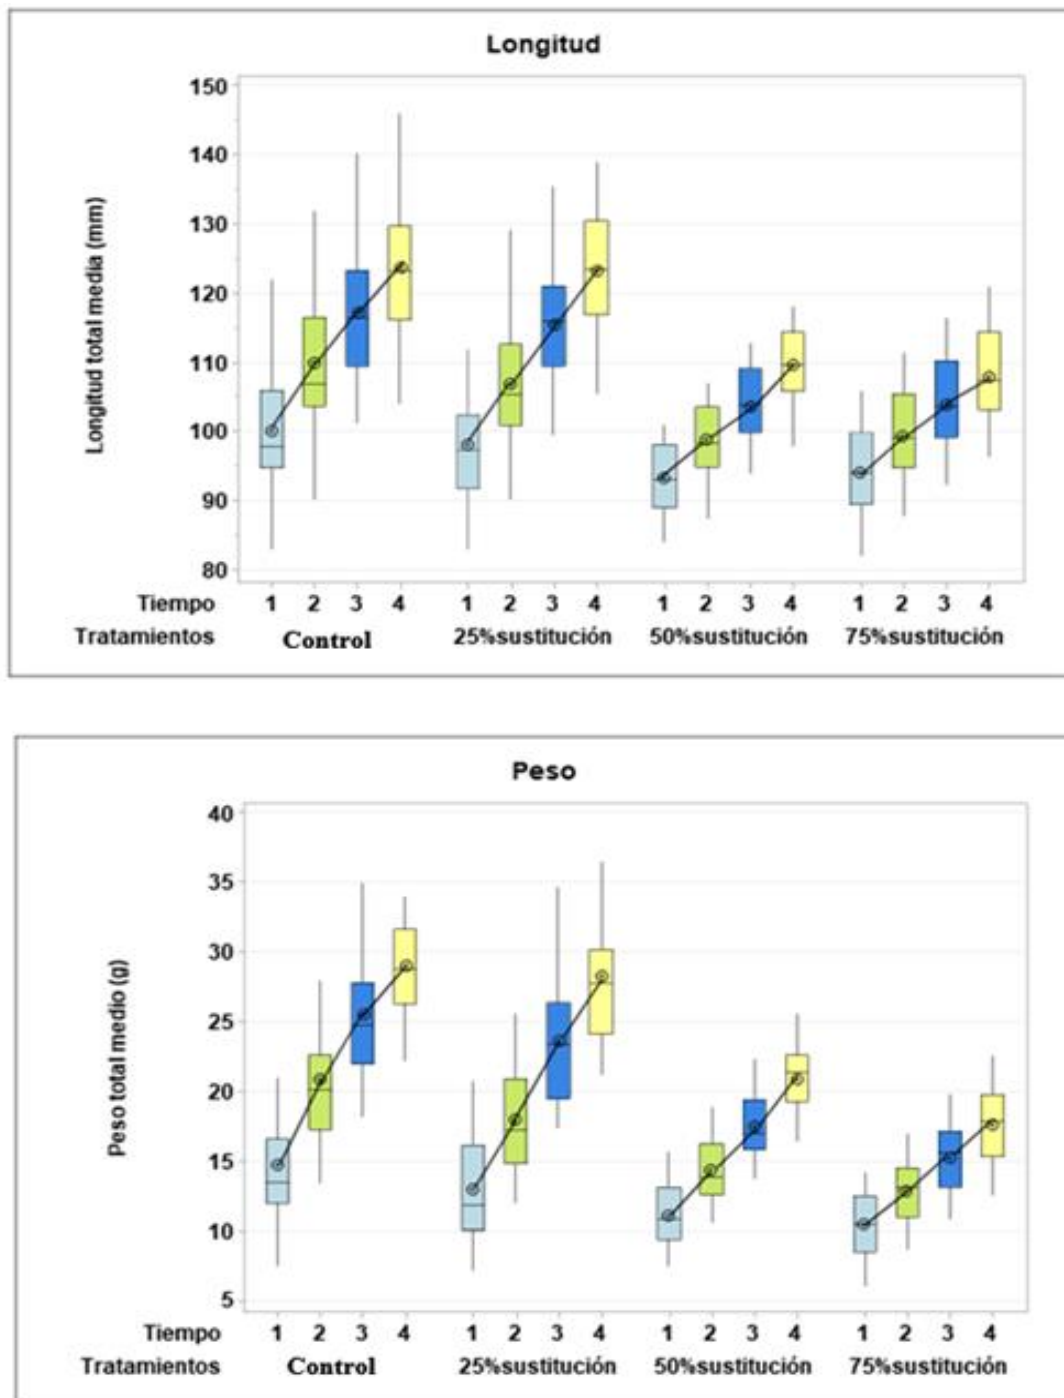 Longitud
Longitud total media (mm)
150
140
130
120
110
100
90
80
Tiempo 1 2 3 4 1 2 3 4 1 2 3 4 1 2 3 4
Tratamientos Control 25%sustitución 50%sustitución 75%sustitución
Peso
Peso total medio (g)
40
35
30
25
20
15
10
5
Tiempo 1 2 3 4 1 2 3 4 1 2 3 4 1 2 3 4
Tratamientos Control 25%sustitución 50%sustitución 75%sustitución